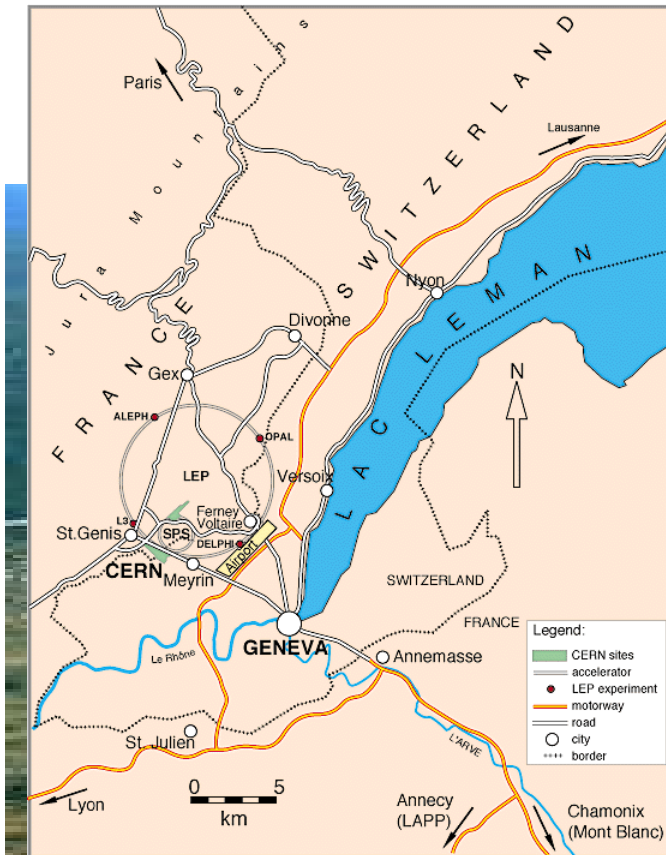 Paris
Jura Mountains
SWITZERLAND
Lausanne
FRANCE
LAC LEMAN
Nyon
Divonne
Gex
N
ALEPH
OPAL
LEP
Versoix
L3
Ferney
Voltaire
St.Genis
SPS
DELPHI
Airport
CERN
Meyrin
SWITZERLAND
FRANCE
GENEVA
Le Rhône
Annemasse
St. Julien
L'ARVE
Lyon
0 5
km
Annecy
(LAPP)
Chamonix
(Mont Blanc)
Legend:
CERN sites
accelerator
LEP experiment
motorway
road
city
border